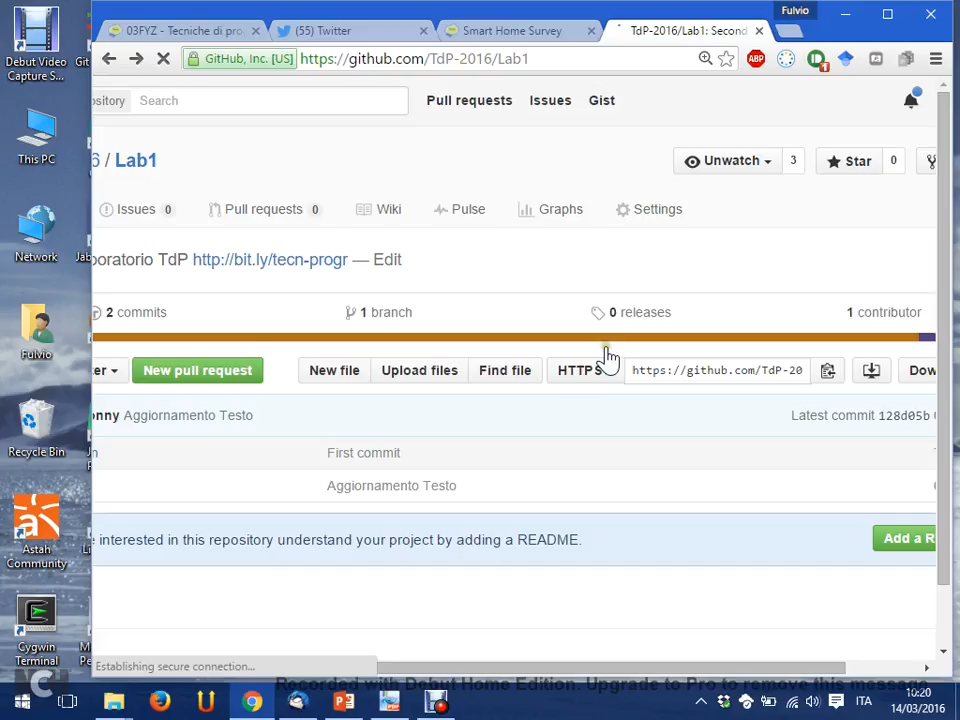 Fulvio
03FYZ - Tecniche di pro
(55) Twitter
Smart Home Survey
TdP-2016/Lab1: Second
GitHub, Inc. [US]
https://github.com/TdP-2016/Lab1
ABP
1
Debut Video
Capture S...
This PC
Network
Fulvio
Recycle Bin
Astah
Community
Cygwin
Terminal
Search
Pull requests
Issues
Gist
6 / Lab1
Unwatch
3
Star
0
Issues 0
Pull requests 0
Wiki
Pulse
Graphs
Settings
boratorio TdP http://bit.ly/tecn-progr — Edit
2 commits
1 branch
0 releases
1 contributor
New pull request
New file
Upload files
Find file
HTTPS
https://github.com/TdP-20
onny Aggiornamento Testo
Latest commit 128d05b
First commit
Aggiornamento Testo
e interested in this repository understand your project by adding a README.
Add a R
Establishing secure connection...
Recorded with Debut Home Edition. Upgrade to Pro to remove this message
ITA
10:20
14/03/2016